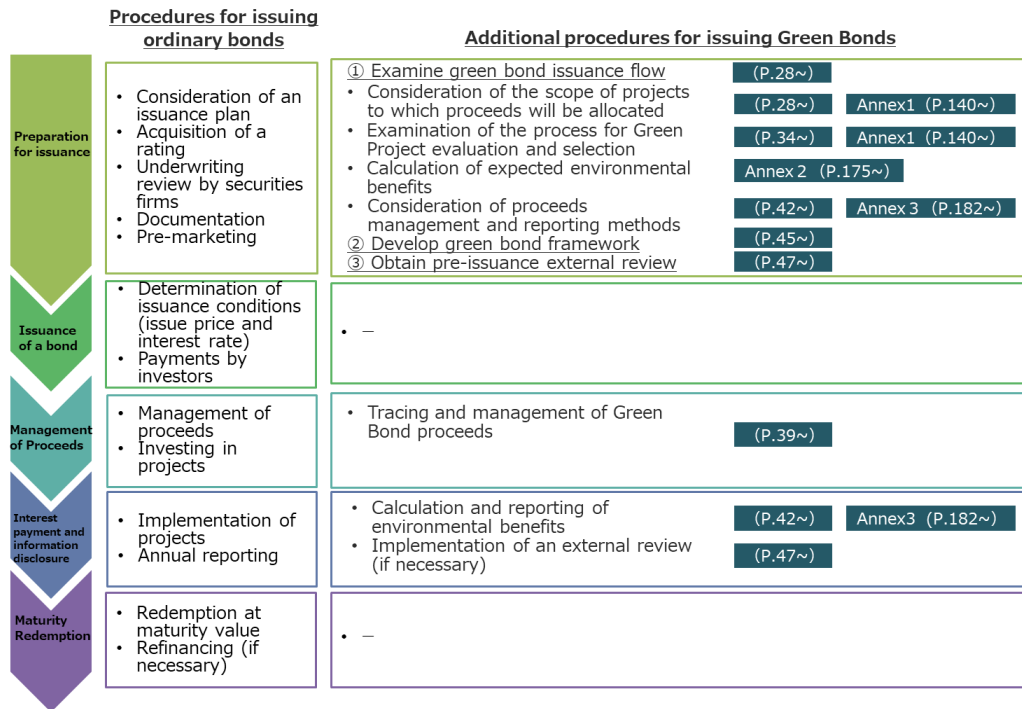 Procedures for issuing
ordinary bonds
Additional procedures for issuing Green Bonds
Preparation
for issuance
• Consideration of an
issuance plan
• Acquisition of a
rating
• Underwriting
review by securities
firms
• Documentation
• Pre-marketing
① Examine green bond issuance flow (P.28~)
• Consideration of the scope of projects
to which proceeds will be allocated (P.28~) Annex1 (P.140~)
• Examination of the process for Green
Project evaluation and selection (P.34~) Annex1 (P.140~)
• Calculation of expected environmental
benefits Annex 2 (P.175~)
• Consideration of proceeds
management and reporting methods (P.42~) Annex 3 (P.182~)
② Develop green bond framework (P.45~)
③ Obtain pre-issuance external review (P.47~)
Issuance
of a bond
• Determination of
issuance conditions
(issue price and
interest rate)
• Payments by
investors
• –
Management
of Proceeds
• Management of
proceeds
• Investing in
projects
• Tracing and management of Green
Bond proceeds (P.39~)
Interest
payment and
information
disclosure
• Implementation of
projects
• Annual reporting
• Calculation and reporting of
environmental benefits (P.42~) Annex3 (P.182~)
• Implementation of an external review
(if necessary) (P.47~)
Maturity
Redemption
• Redemption at
maturity value
• Refinancing (if
necessary)
• –